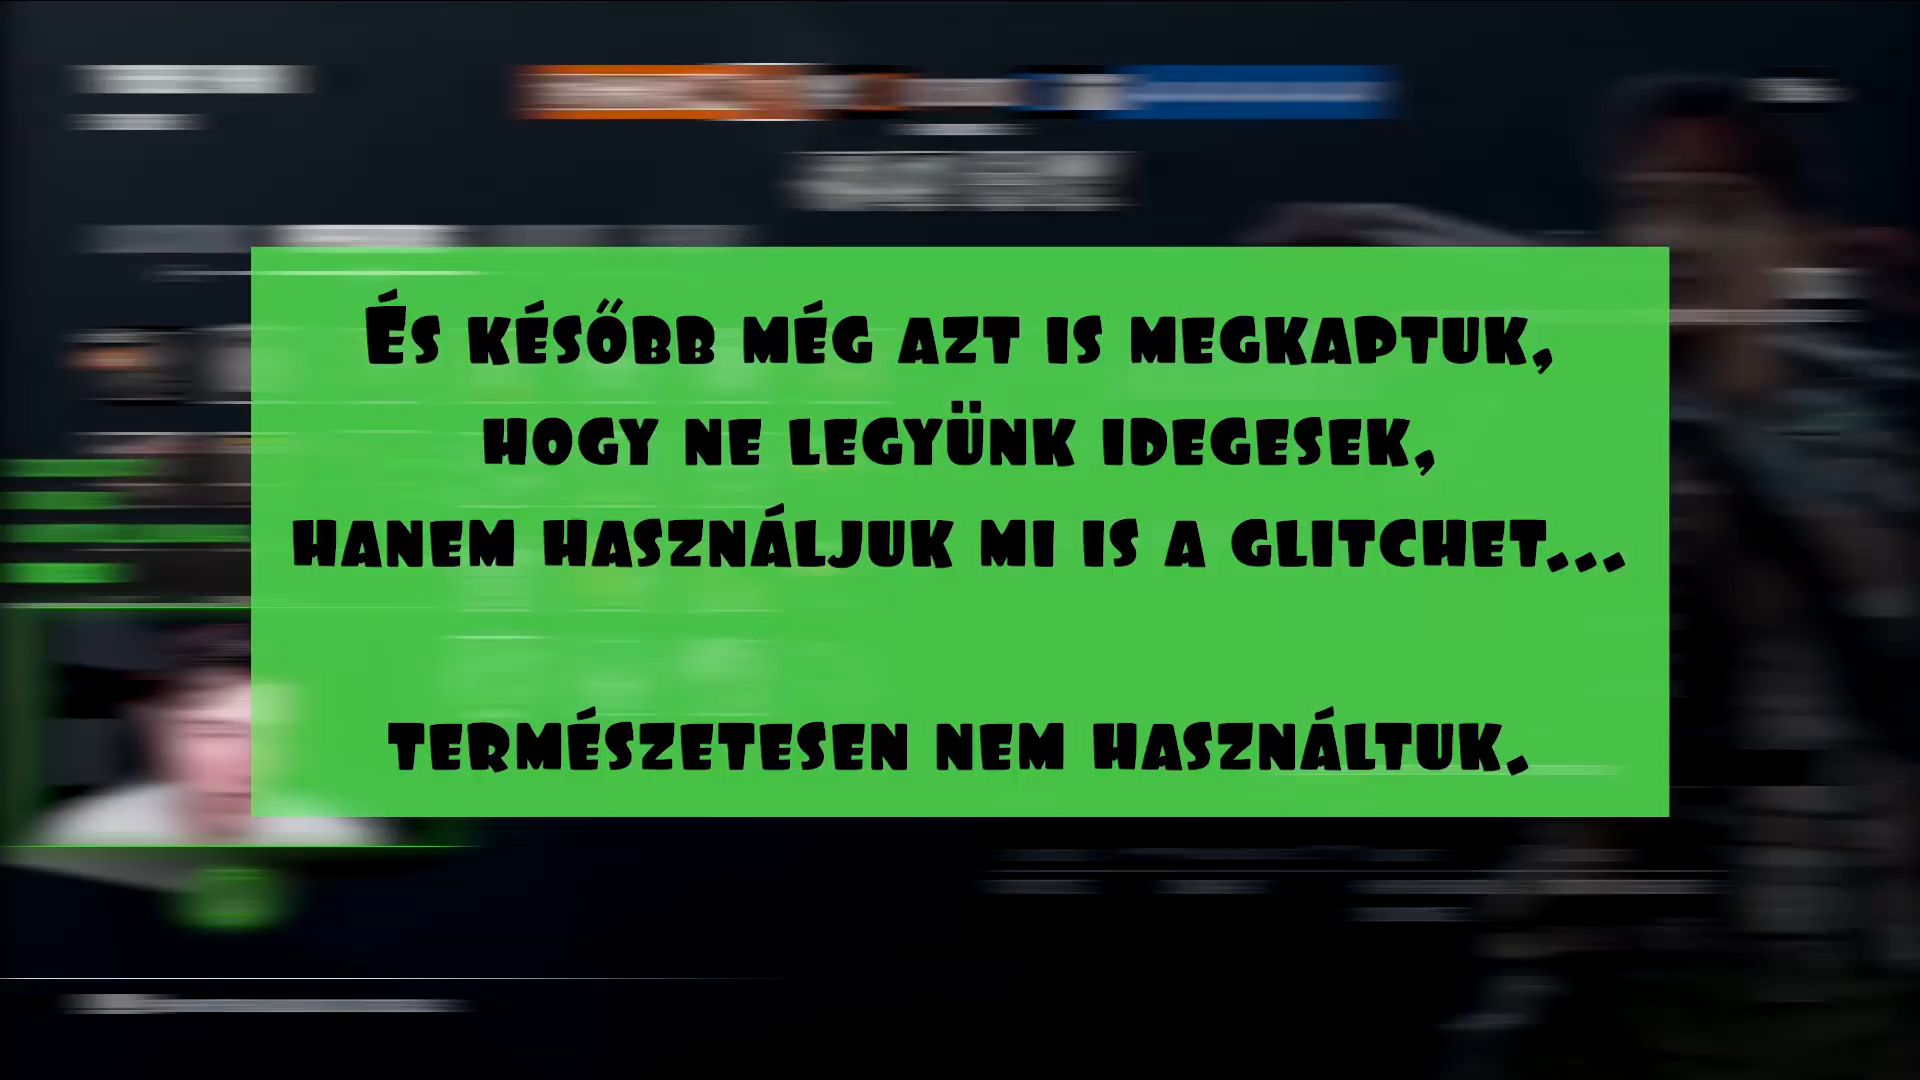 És később még azt is megkaptuk,
hogy ne legyünk idegesek,
hanem használjuk mi is a glitchet...
természetesen nem használtuk.